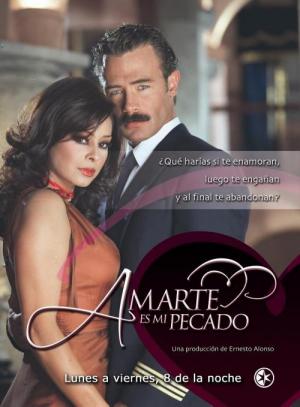 ¿Qué harías si te enamoran,
luego te engañan
y al final te abandonan?
AMARTE
ES MI PECADO
Una producción de Ernesto Alonso
Lunes a viernes, 8 de la noche